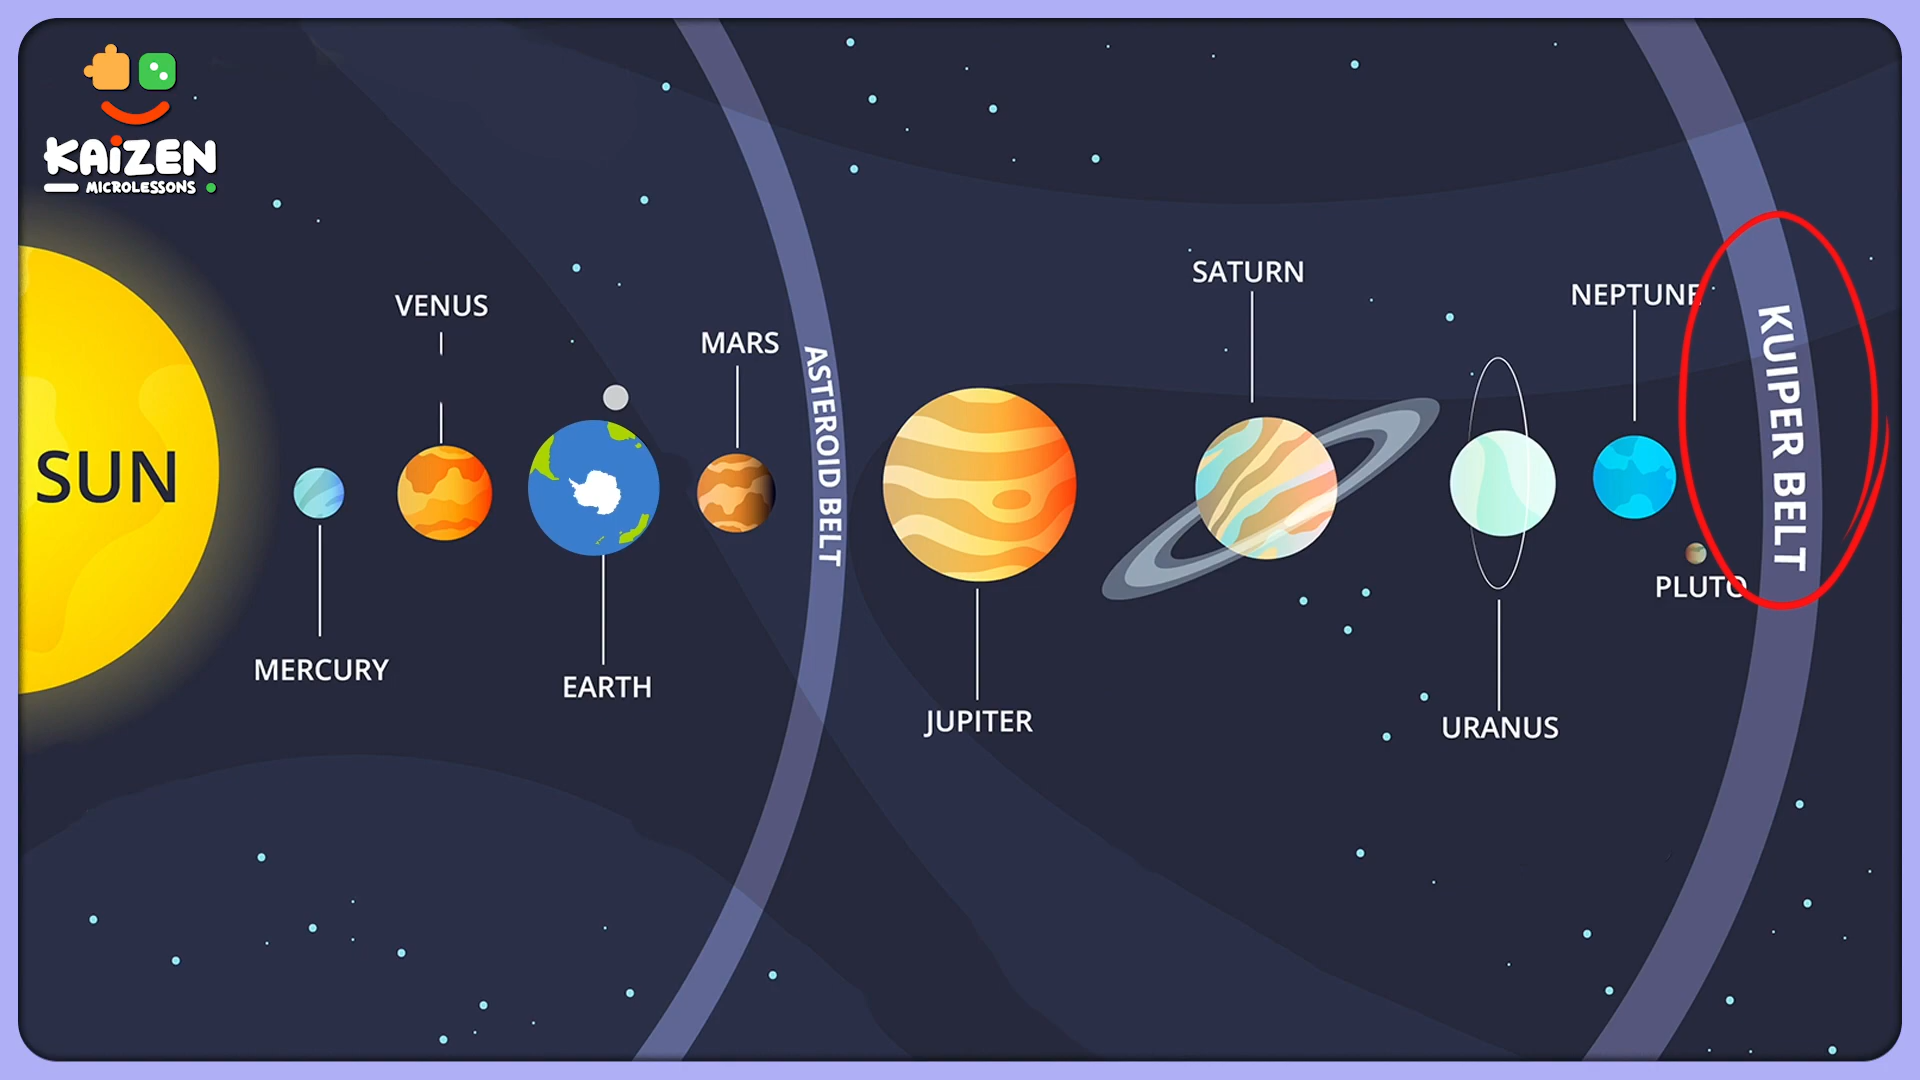 KAiZEN
MICROLESSONS
SUN
MERCURY
VENUS
EARTH
MARS
ASTEROID BELT
JUPITER
SATURN
URANUS
NEPTUNE
PLUTO
KUIPER BELT